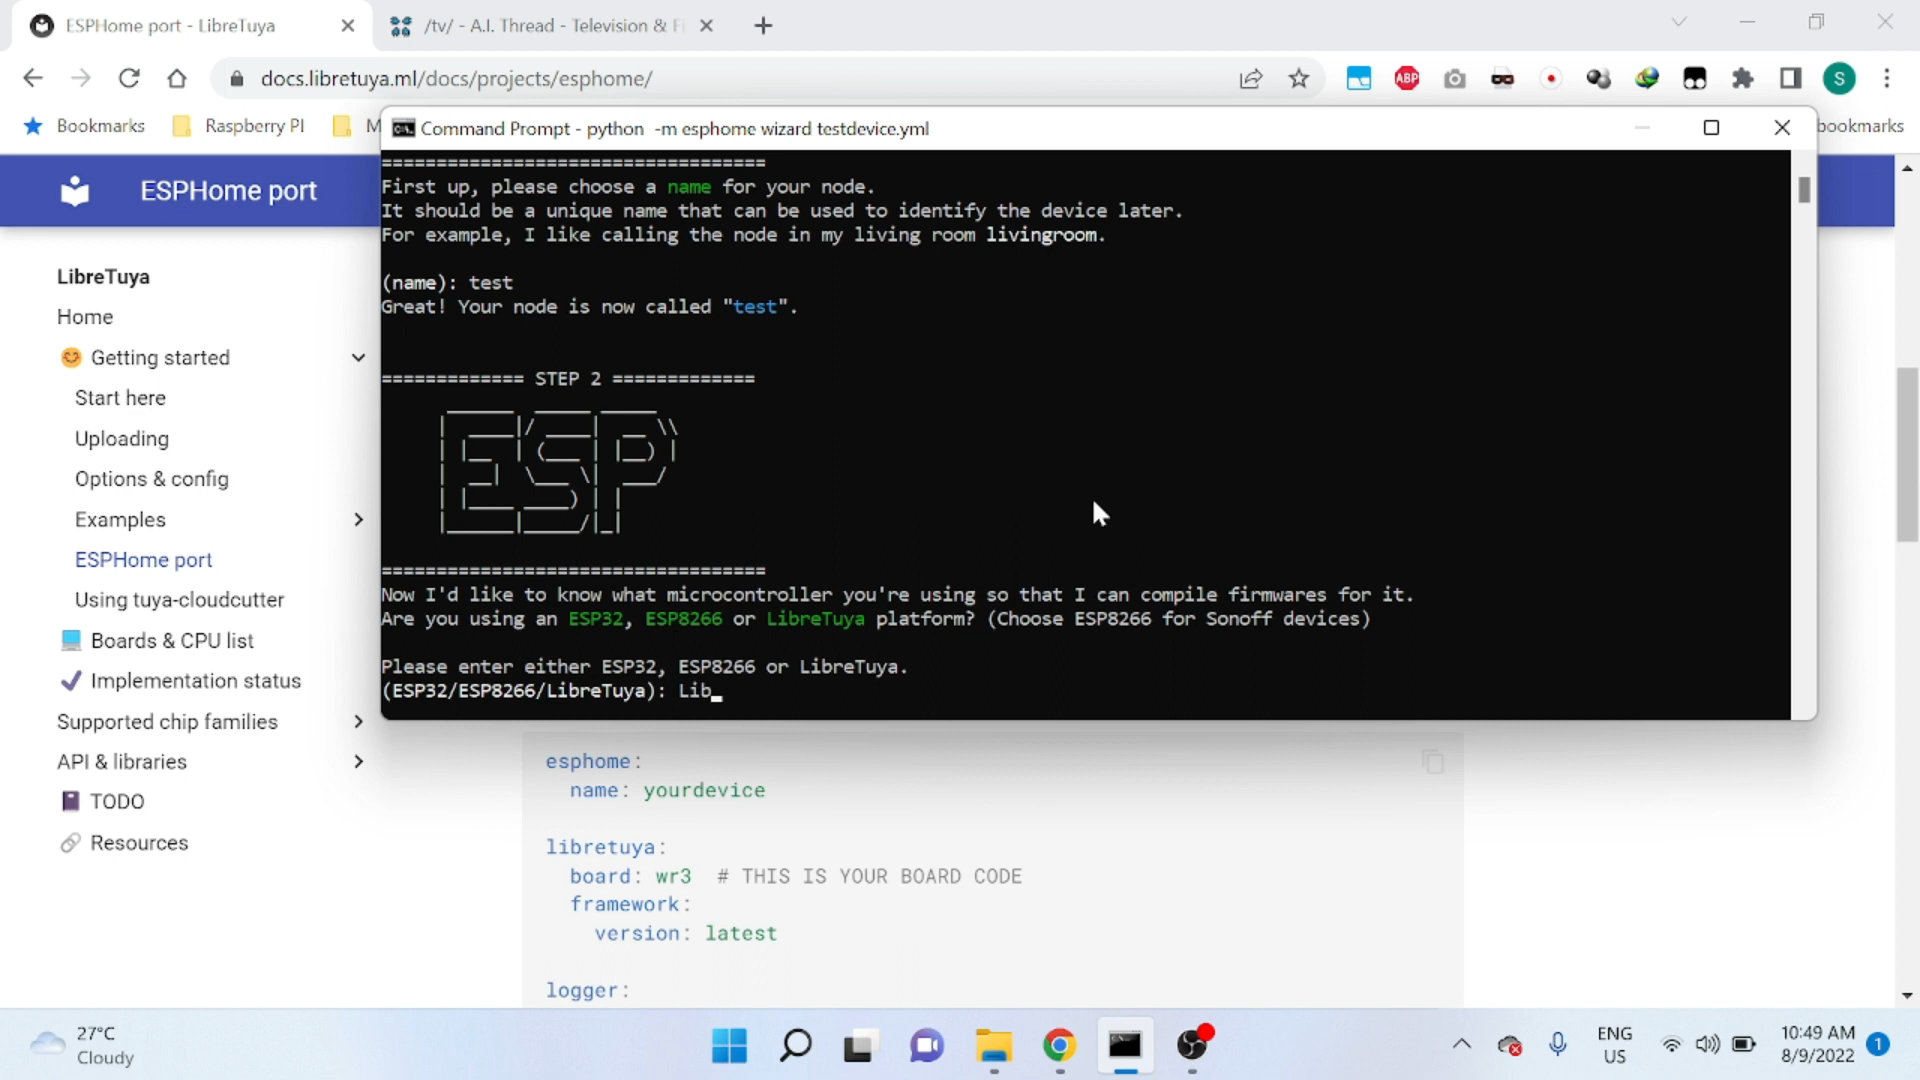 ESPHome port - LibreTuya
/tv/ - A.I. Thread - Television & Fi
docs.libretuya.ml/docs/projects/esphome/
ABP
S
Bookmarks
Raspberry PI
M
bookmarks
Command Prompt - python  -m esphome wizard testdevice.yml
ESPHome port
LibreTuya
Home
Getting started
Start here
Uploading
Options & config
Examples
ESPHome port
Using tuya-cloudcutter
Boards & CPU list
Implementation status
Supported chip families
API & libraries
TODO
Resources
===================================
First up, please choose a name for your node.
It should be a unique name that can be used to identify the device later.
For example, I like calling the node in my living room livingroom.
(name): test
Great! Your node is now called "test".
============= STEP 2 =============
ESP
===================================
Now I'd like to know what microcontroller you're using so that I can compile firmwares for it.
Are you using an ESP32, ESP8266 or LibreTuya platform? (Choose ESP8266 for Sonoff devices)
Please enter either ESP32, ESP8266 or LibreTuya.
(ESP32/ESP8266/LibreTuya): Lib_
esphome:
name: yourdevice
libretuya:
board: wr3  # THIS IS YOUR BOARD CODE
framework:
version: latest
logger:
27°C
Cloudy
ENG
US
10:49 AM
8/9/2022
1